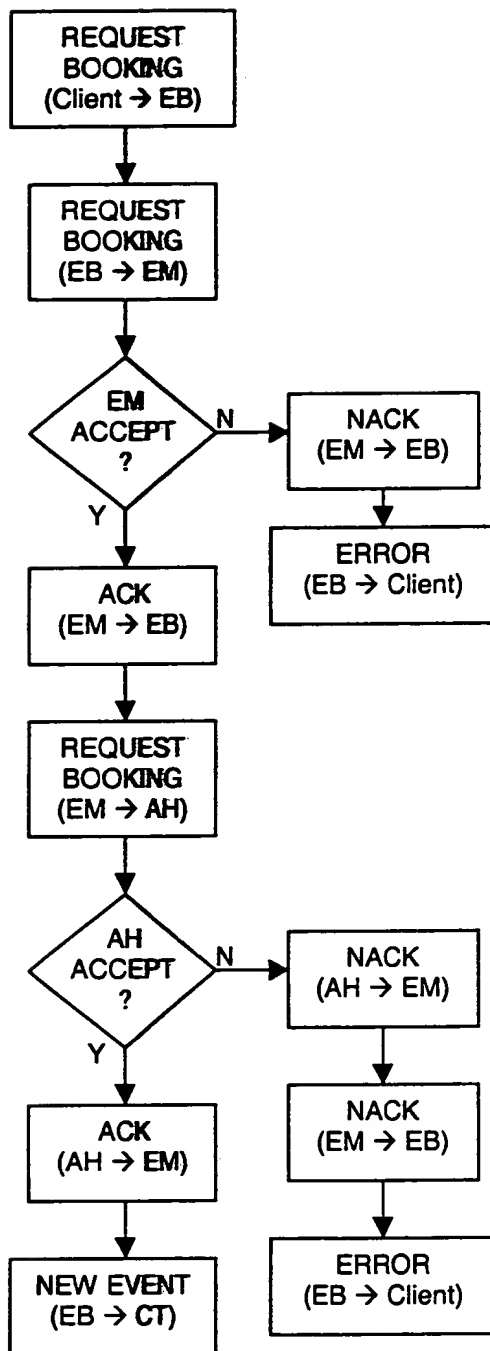 REQUEST
BOOKING
(Client → EB)
REQUEST
BOOKING
(EB → EM)
EM
ACCEPT
?
N
Y
NACK
(EM → EB)
ERROR
(EB → Client)
ACK
(EM → EB)
REQUEST
BOOKING
(EM → AH)
AH
ACCEPT
?
N
Y
NACK
(AH → EM)
NACK
(EM → EB)
ERROR
(EB → Client)
ACK
(AH → EM)
NEW EVENT
(EB → CT)